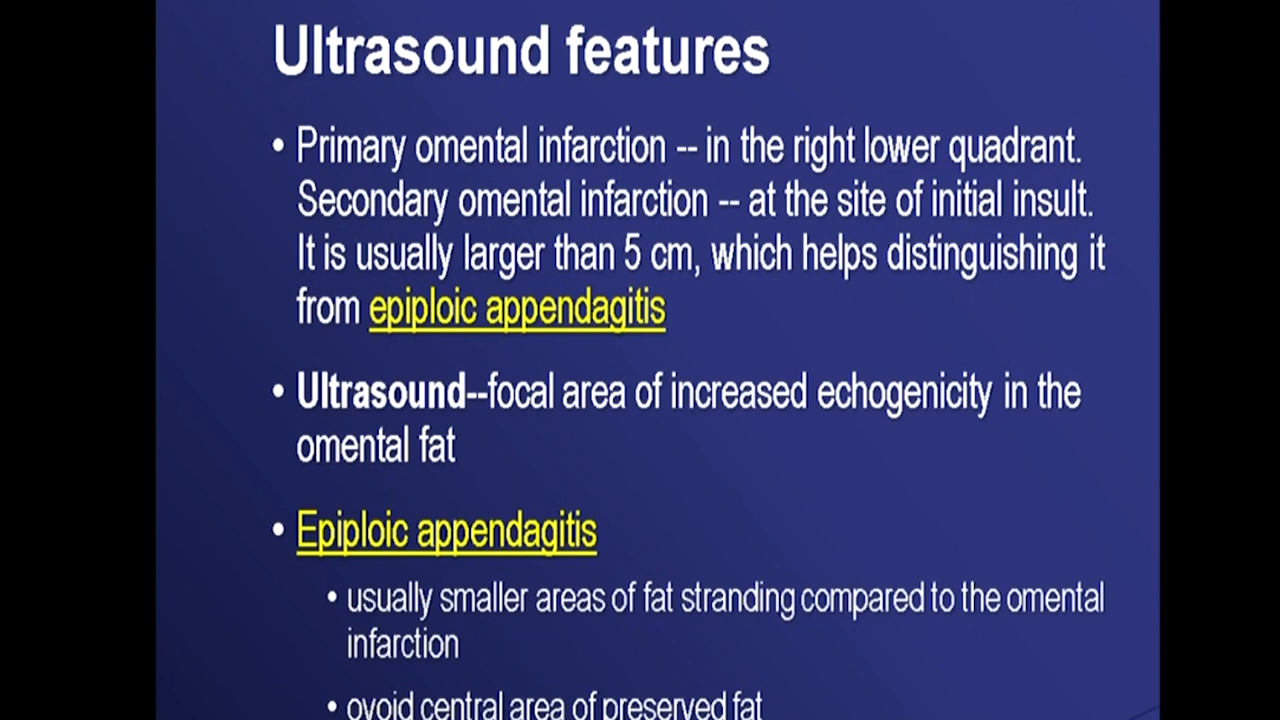 Ultrasound features
• Primary omental infarction -- in the right lower quadrant.
Secondary omental infarction -- at the site of initial insult.
It is usually larger than 5 cm, which helps distinguishing it
from epiploic appendagitis
• Ultrasound--focal area of increased echogenicity in the
omental fat
• Epiploic appendagitis
• usually smaller areas of fat stranding compared to the omental
infarction
• ovoid central area of preserved fat